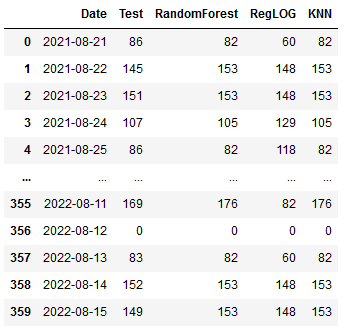 Date Test RandomForest RegLOG KNN
0 2021-08-21 86 82 60 82
1 2021-08-22 145 153 148 153
2 2021-08-23 151 153 148 153
3 2021-08-24 107 105 129 105
4 2021-08-25 86 82 118 82
... ... ... ... ... ...
355 2022-08-11 169 176 82 176
356 2022-08-12 0 0 0 0
357 2022-08-13 83 82 60 82
358 2022-08-14 152 153 148 153
359 2022-08-15 149 153 148 153